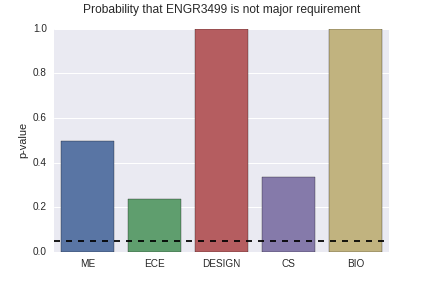 Probability that ENGR3499 is not major requirement
1.0
0.8
0.6
0.4
0.2
0.0
p-value
ME ECE DESIGN CS BIO